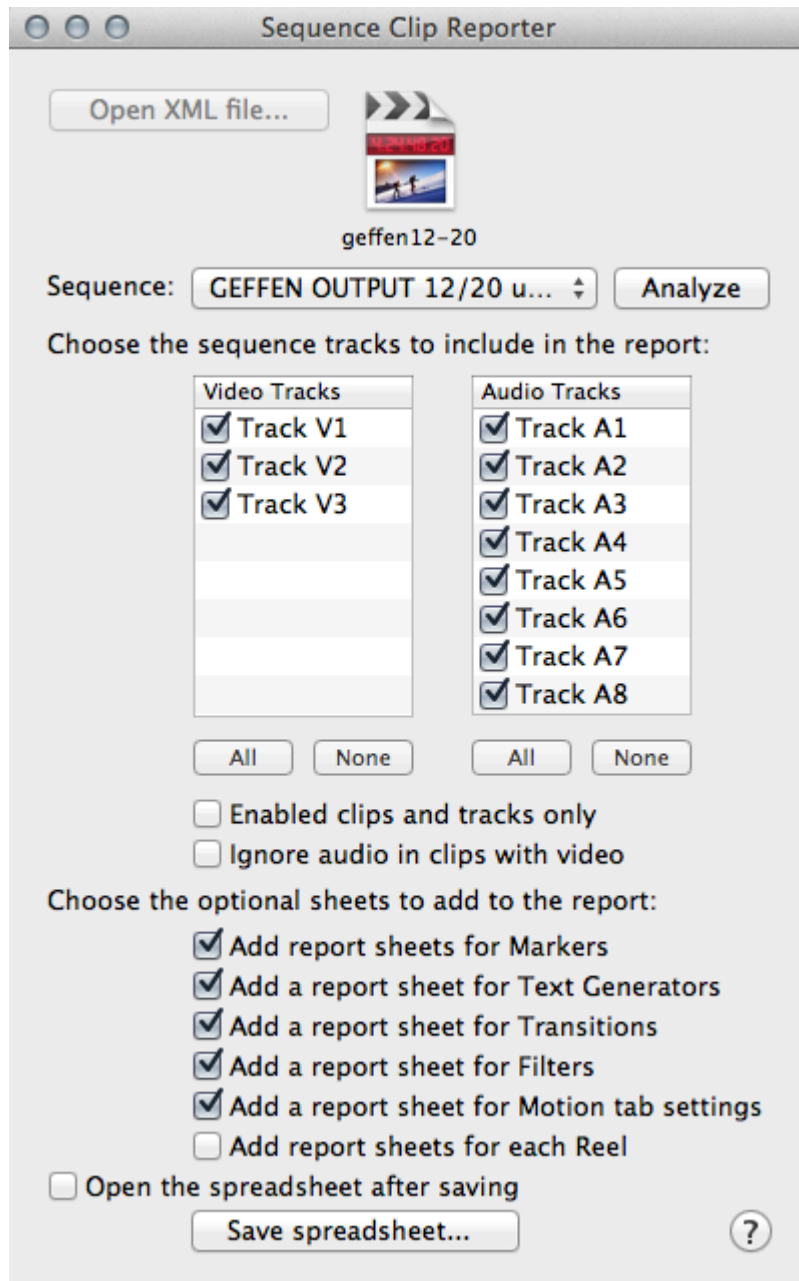 Sequence Clip Reporter
Open XML file...
4.24.48.20
geffen12-20
Sequence: GEFFEN OUTPUT 12/20 u... Analyze
Choose the sequence tracks to include in the report:
Video Tracks Audio Tracks
Track V1 Track A1
Track V2 Track A2
Track V3 Track A3
Track A4
Track A5
Track A6
Track A7
Track A8
All None All None
Enabled clips and tracks only
Ignore audio in clips with video
Choose the optional sheets to add to the report:
Add report sheets for Markers
Add a report sheet for Text Generators
Add a report sheet for Transitions
Add a report sheet for Filters
Add a report sheet for Motion tab settings
Add report sheets for each Reel
Open the spreadsheet after saving
Save spreadsheet... ?